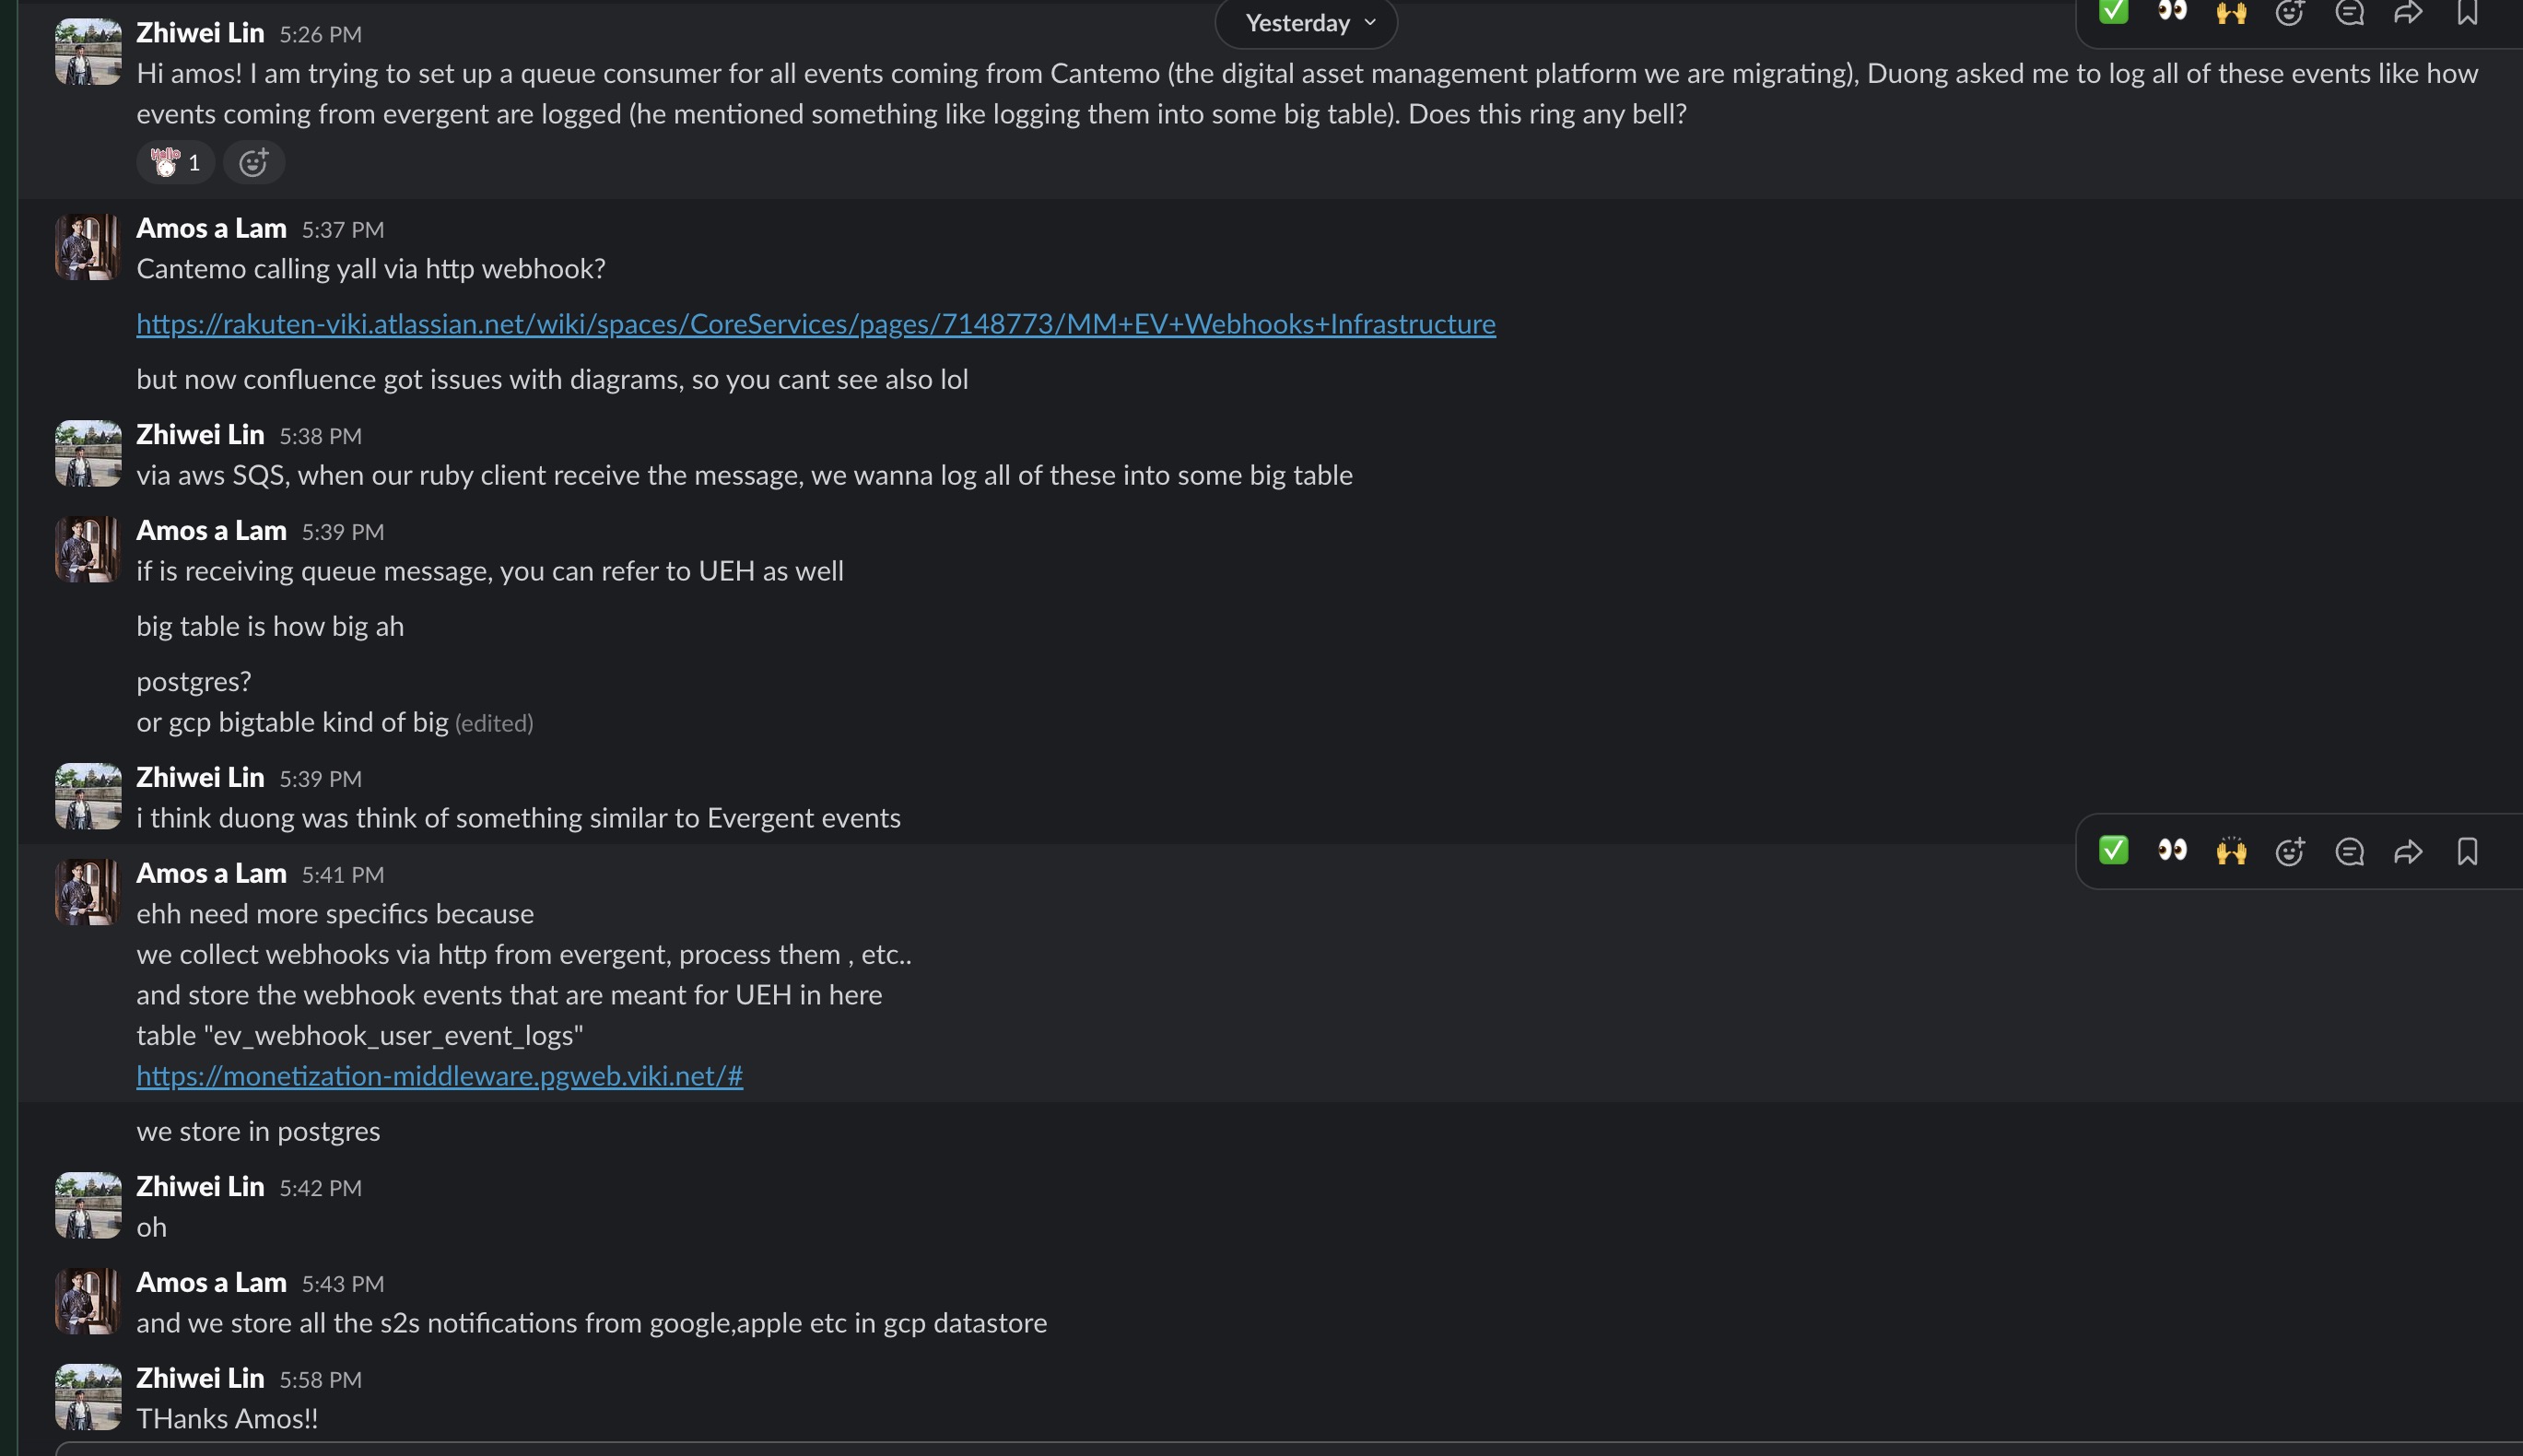 Yesterday
Zhiwei Lin 5:26 PM
Hi amos! I am trying to set up a queue consumer for all events coming from Cantemo (the digital asset management platform we are migrating), Duong asked me to log all of these events like how
events coming from evergent are logged (he mentioned something like logging them into some big table). Does this ring any bell?
Hello 1
Amos a Lam 5:37 PM
Cantemo calling yall via http webhook?
https://rakuten-viki.atlassian.net/wiki/spaces/CoreServices/pages/7148773/MM+EV+Webhooks+Infrastructure
but now confluence got issues with diagrams, so you cant see also lol
Zhiwei Lin 5:38 PM
via aws SQS, when our ruby client receive the message, we wanna log all of these into some big table
Amos a Lam 5:39 PM
if is receiving queue message, you can refer to UEH as well
big table is how big ah
postgres?
or gcp bigtable kind of big (edited)
Zhiwei Lin 5:39 PM
i think duong was think of something similar to Evergent events
Amos a Lam 5:41 PM
ehh need more specifics because
we collect webhooks via http from evergent, process them , etc..
and store the webhook events that are meant for UEH in here
table "ev_webhook_user_event_logs"
https://monetization-middleware.pgweb.viki.net/#
we store in postgres
Zhiwei Lin 5:42 PM
oh
Amos a Lam 5:43 PM
and we store all the s2s notifications from google,apple etc in gcp datastore
Zhiwei Lin 5:58 PM
THanks Amos!!